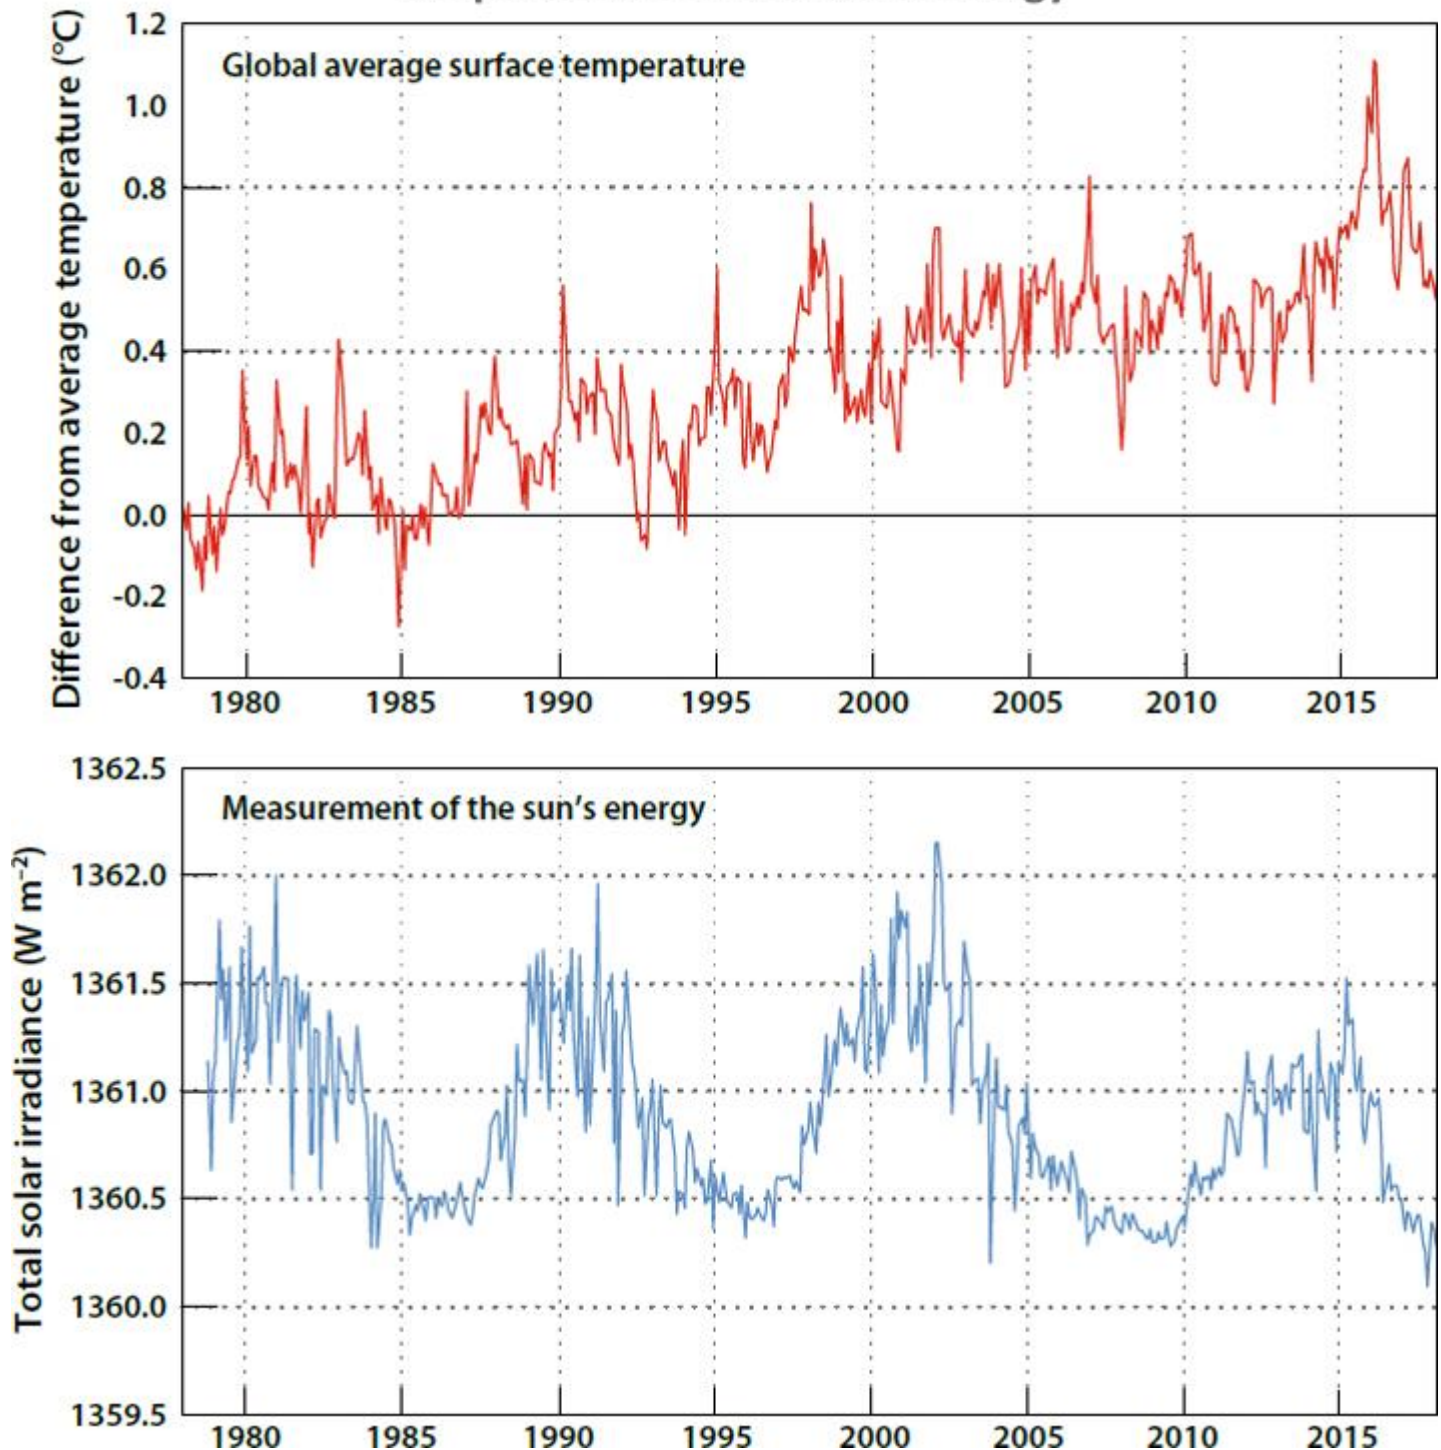 Global average surface temperature
Difference from average temperature (°C)
1.2
1.0
0.8
0.6
0.4
0.2
0.0
-0.2
-0.4
1980 1985 1990 1995 2000 2005 2010 2015
Measurement of the sun's energy
Total solar irradiance (W m⁻²)
1362.5
1362.0
1361.5
1361.0
1360.5
1360.0
1359.5
1980 1985 1990 1995 2000 2005 2010 2015